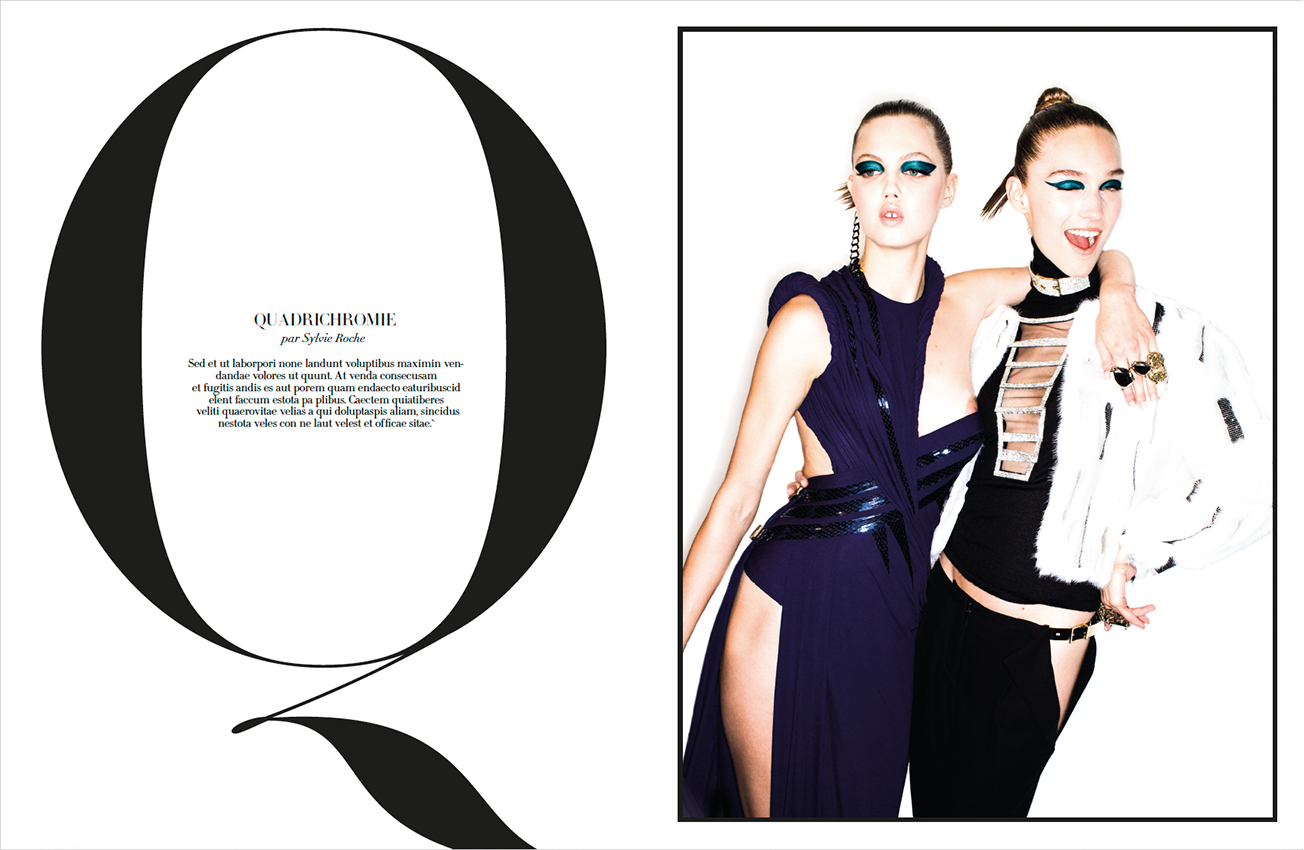 Q
QUADRICHROMIE
par Sylvie Roche
Sed et ut laborpori none landunt voluptibus maximin ven-
dandae volores ut quunt. At venda consecusam
et fugitis andis es aut porem quam endaecto eaturibuscid
elent faccum estota pa plibus. Caectem quiatiberes
veliti quaerovitae velias a qui doluptaspis aliam, sincidus
nestota veles con ne laut velest et officae sitae.`